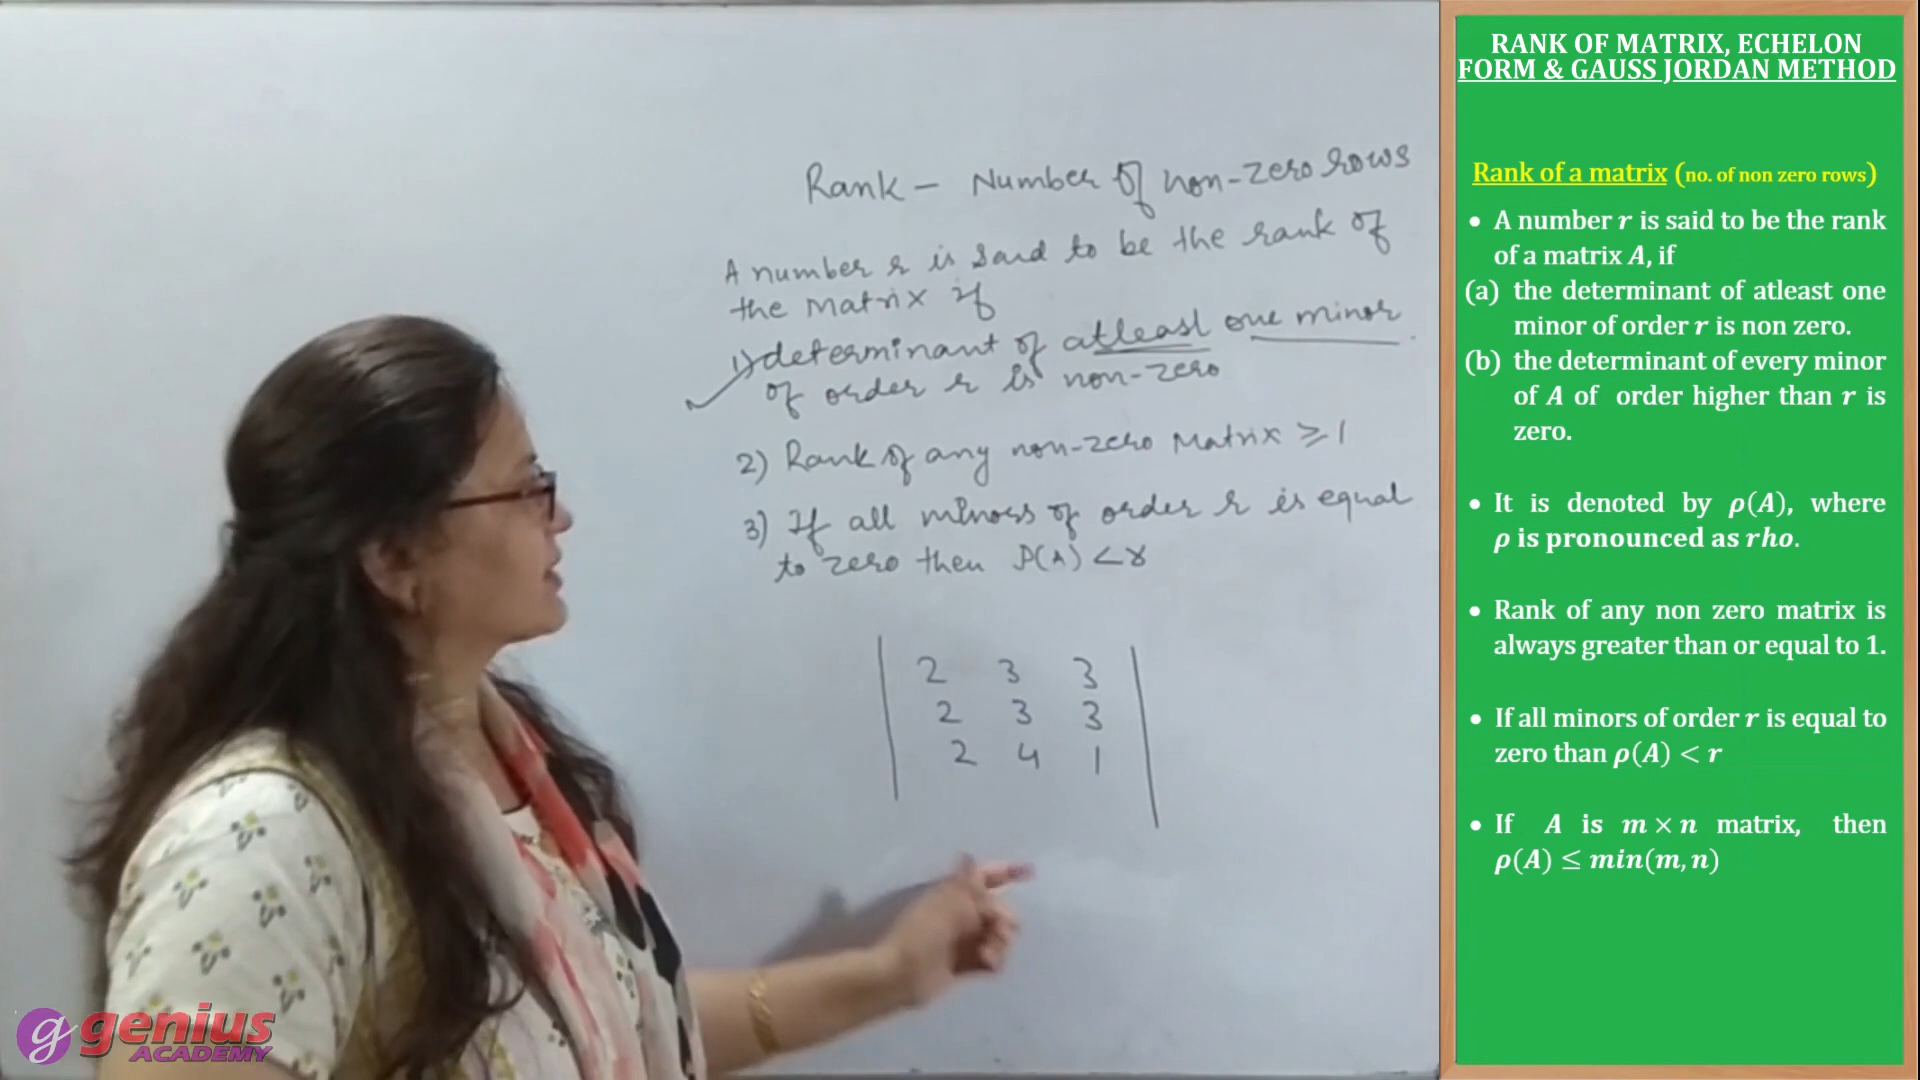 Rank – Number of non-zero rows
A number r is said to be the rank of
the matrix if
1) determinant of atleast one minor
of order r is non-zero
2) Rank of any non-zero Matrix ≥ 1
3) If all minors of order r is equal
to zero then ρ(A) < r
2 3 3
2 3 3
2 4 1
RANK OF MATRIX, ECHELON
FORM & GAUSS JORDAN METHOD
Rank of a matrix (no. of non zero rows)
• A number r is said to be the rank
of a matrix A, if
(a) the determinant of atleast one
minor of order r is non zero.
(b) the determinant of every minor
of A of order higher than r is
zero.
• It is denoted by ρ(A), where
ρ is pronounced as rho.
• Rank of any non zero matrix is
always greater than or equal to 1.
• If all minors of order r is equal to
zero than ρ(A) < r
• If A is m × n matrix, then
ρ(A) ≤ min(m, n)
g genius
ACADEMY